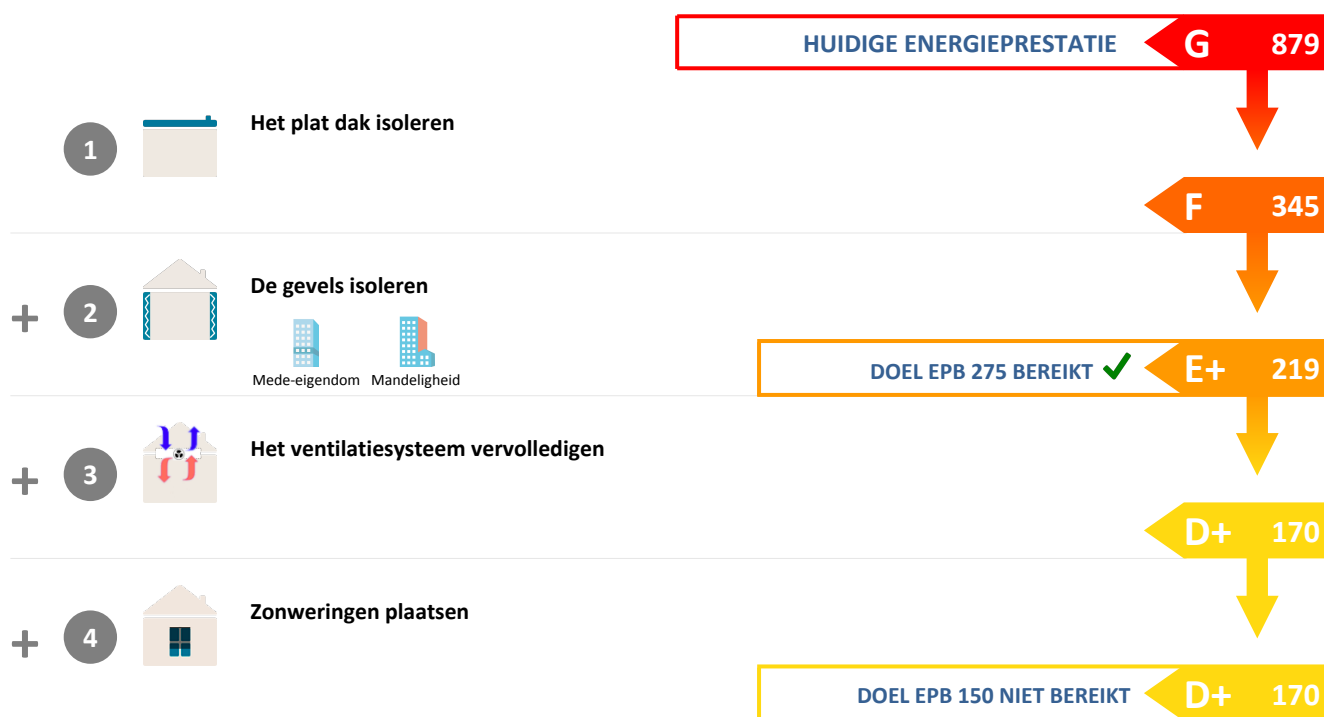 HUIDIGE ENERGIEPRESTATIE G 879
1 Het plat dak isoleren
F 345
+ 2 De gevels isoleren
Mede-eigendom Mandeligheid
DOEL EPB 275 BEREIKT ✓ E+ 219
+ 3 Het ventilatiesysteem vervolledigen
D+ 170
+ 4 Zonweringen plaatsen
DOEL EPB 150 NIET BEREIKT D+ 170